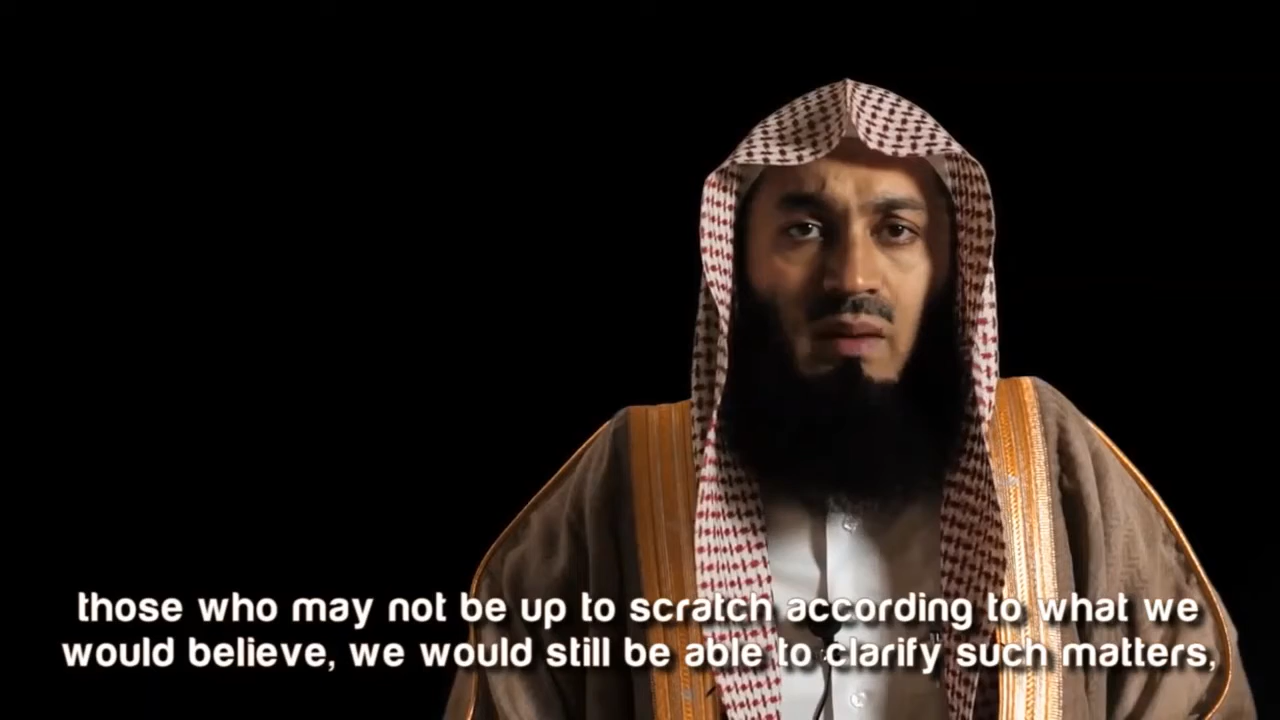 those who may not be up to scratch according to what we
would believe, we would still be able to clarify such matters,